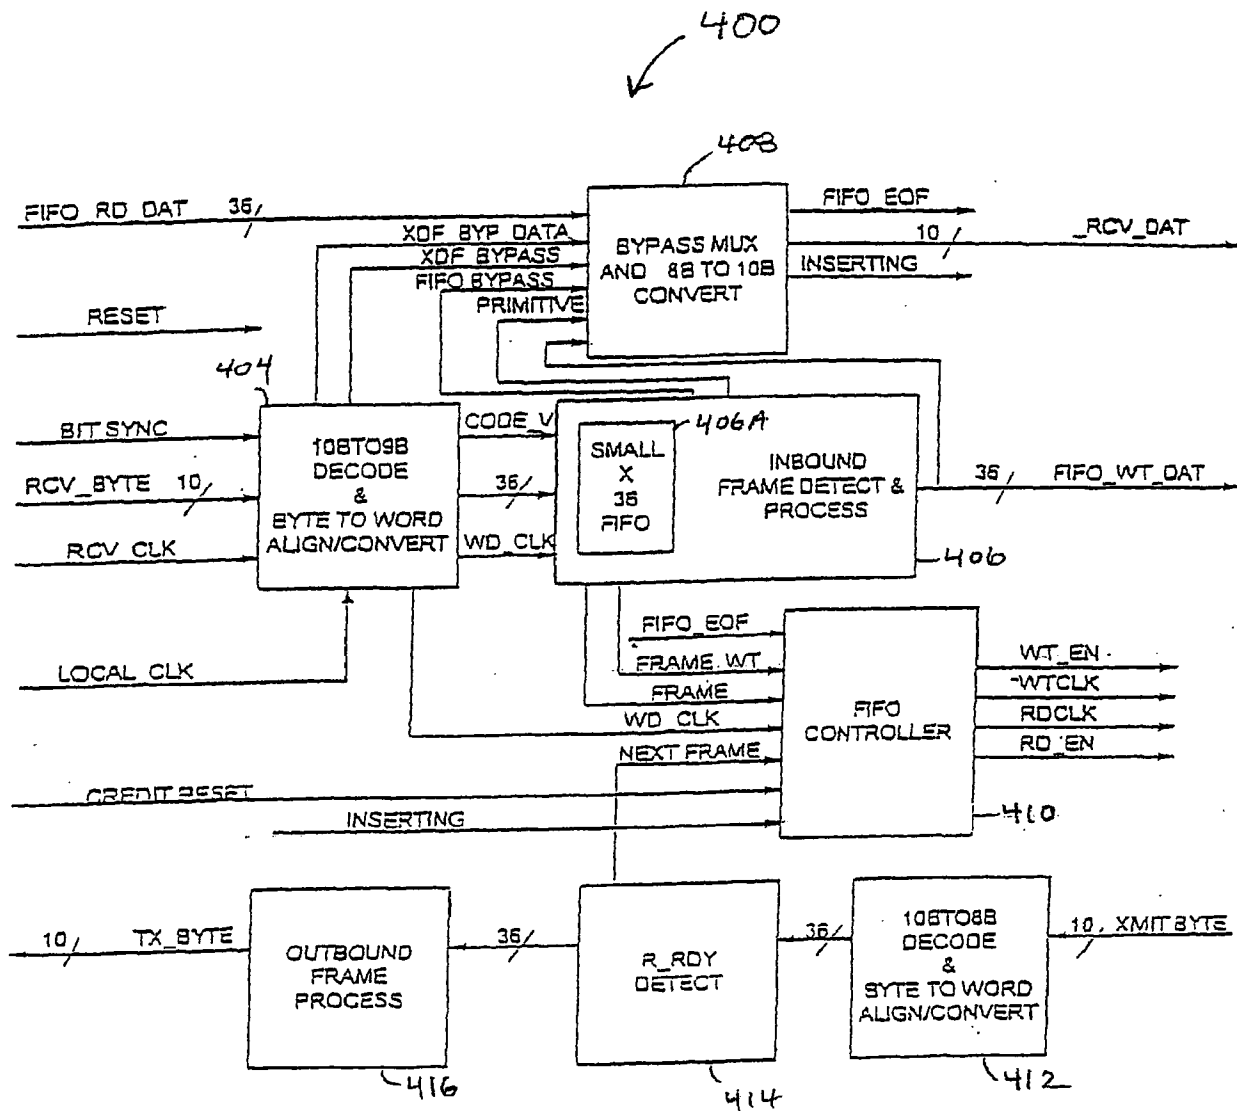 400
408
FIFO_RD_DAT 36
FIFO_EOF
XDF_BYP_DATA
10 _RCV_DAT
XDF_BYPASS
BYPASS MUX
AND 8B TO 10B
CONVERT
INSERTING
FIFO BYPASS
PRIMITIVE
RESET
404
BIT SYNC
CODE_V
406A
10BTO9B
DECODE
&
BYTE TO WORD
ALIGN/CONVERT
SMALL
X
36
FIFO
INBOUND
FRAME DETECT &
PROCESS
RCV_BYTE 10
36
36 FIFO_WT_DAT
RCV_CLK
WD_CLK
406
FIFO_EOF
LOCAL_CLK
FRAME_WT
WT_EN
FRAME
WTCLK
FIFO
CONTROLLER
WD_CLK
RDCLK
NEXT FRAME
RD_EN
CREDIT RESET
INSERTING
410
10 TX_BYTE
OUTBOUND
FRAME
PROCESS
36
R_RDY
DETECT
36
10BTO8B
DECODE
&
BYTE TO WORD
ALIGN/CONVERT
10 XMIT BYTE
416
414
412